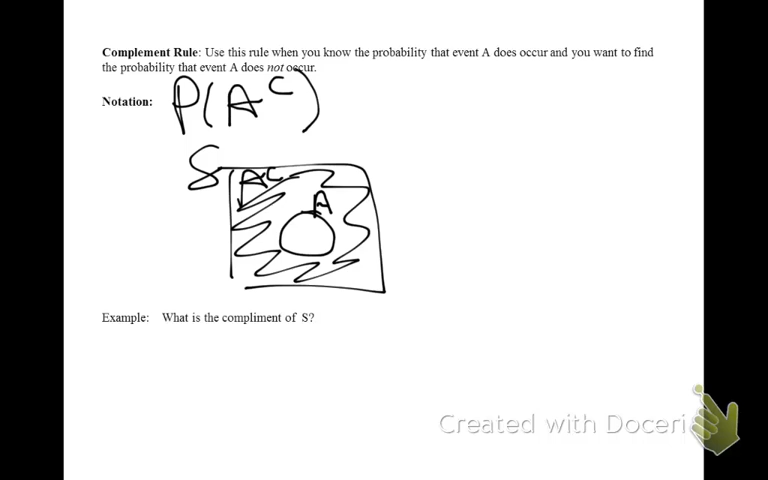 Complement Rule: Use this rule when you know the probability that event A does occur and you want to find
the probability that event A does not occur.
Notation: P(A^C)
S
A^C
A
Example: What is the compliment of S?
Created with Doceri